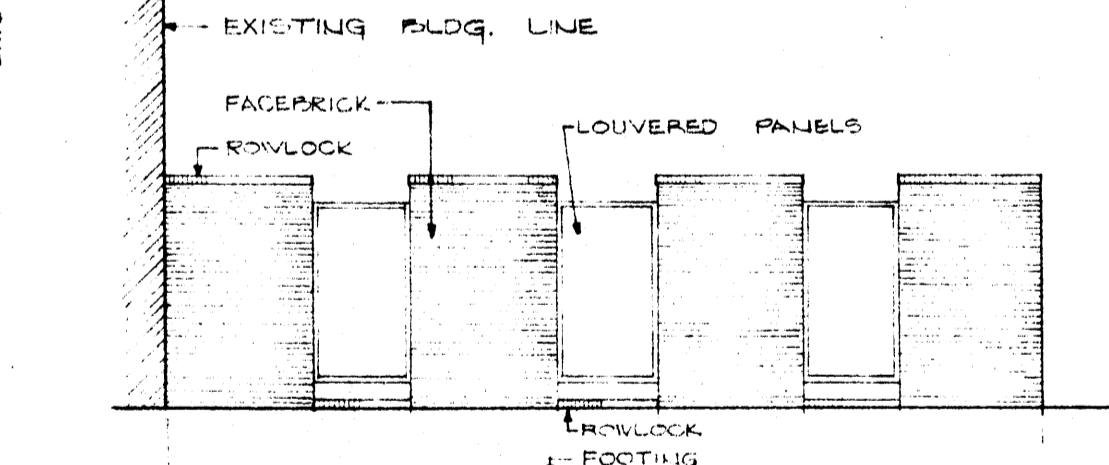 EXISTING BLDG. LINE
FACEBRICK
LOUVERED PANELS
ROWLOCK
ROWLOCK
FOOTING